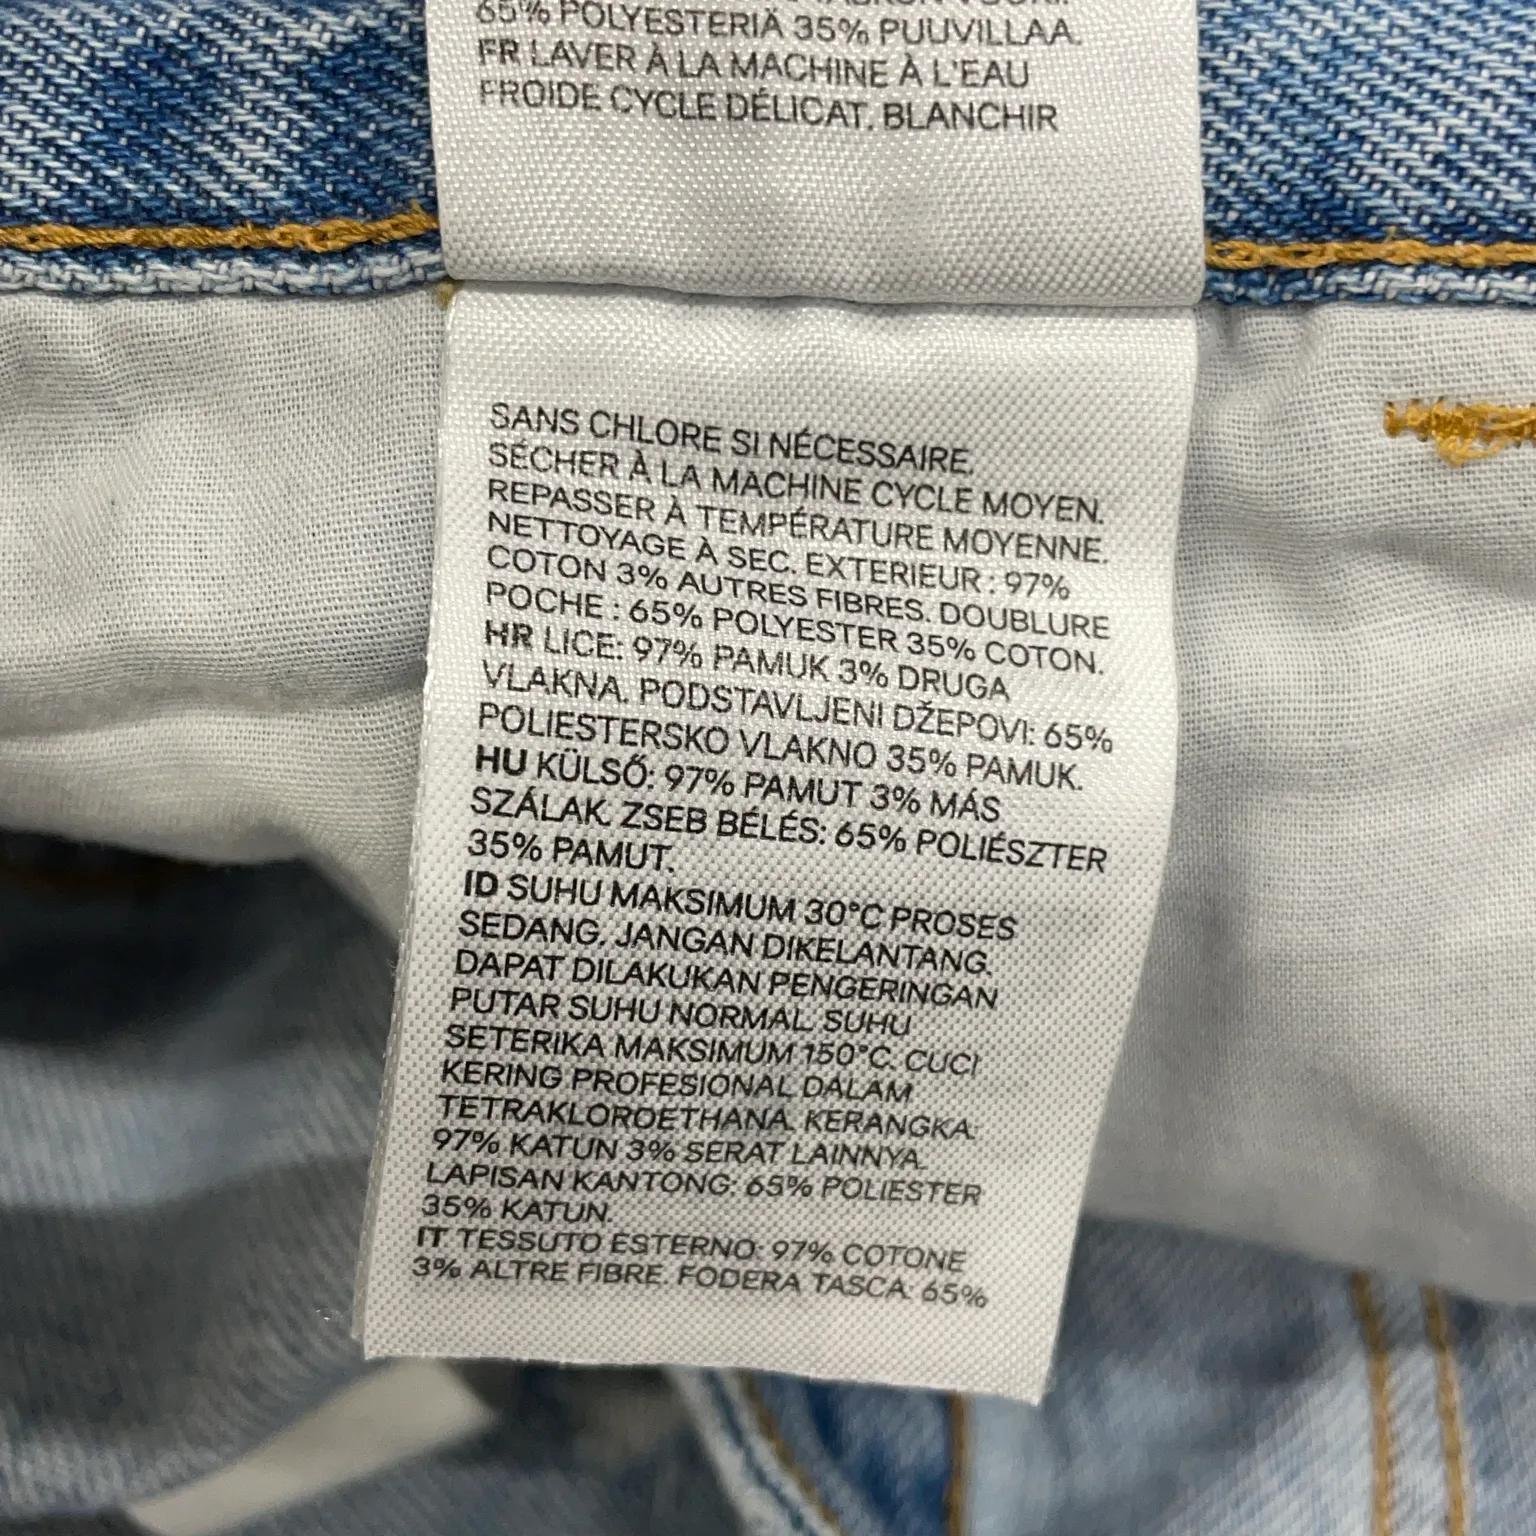 65% POLYESTERIÄ 35% PUUVILLAA.
FR LAVER À LA MACHINE À L'EAU
FROIDE CYCLE DÉLICAT. BLANCHIR
SANS CHLORE SI NÉCESSAIRE.
SÉCHER À LA MACHINE CYCLE MOYEN.
REPASSER À TEMPÉRATURE MOYENNE.
NETTOYAGE À SEC. EXTERIEUR : 97%
COTON 3% AUTRES FIBRES. DOUBLURE
POCHE : 65% POLYESTER 35% COTON.
HR LICE: 97% PAMUK 3% DRUGA
VLAKNA. PODSTAVLJENI DŽEPOVI: 65%
POLIESTERSKO VLAKNO 35% PAMUK.
HU KÜLSŐ: 97% PAMUT 3% MÁS
SZÁLAK. ZSEB BÉLÉS: 65% POLIÉSZTER
35% PAMUT.
ID SUHU MAKSIMUM 30°C PROSES
SEDANG. JANGAN DIKELANTANG.
DAPAT DILAKUKAN PENGERINGAN
PUTAR SUHU NORMAL. SUHU
SETERIKA MAKSIMUM 150°C. CUCI
KERING PROFESIONAL DALAM
TETRAKLOROETHANA. KERANGKA:
97% KATUN 3% SERAT LAINNYA.
LAPISAN KANTONG: 65% POLIESTER
35% KATUN.
IT TESSUTO ESTERNO: 97% COTONE
3% ALTRE FIBRE. FODERA TASCA: 65%